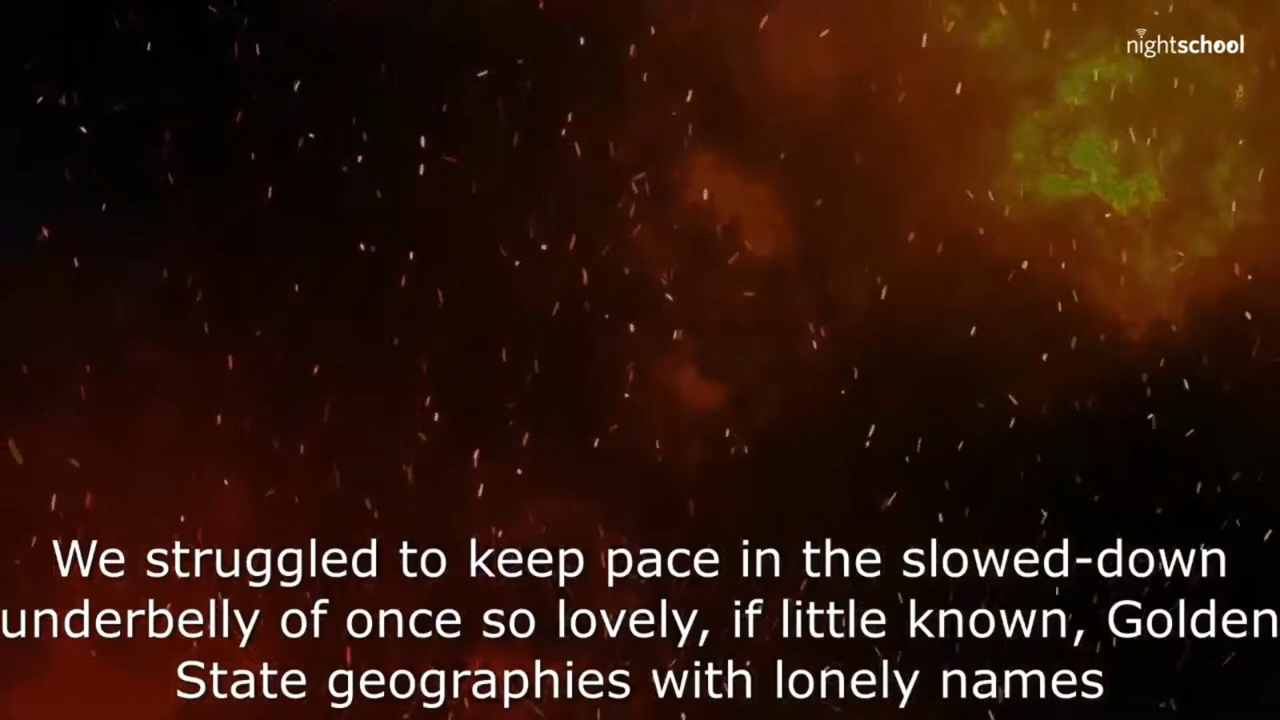 nightschool
We struggled to keep pace in the slowed-down
underbelly of once so lovely, if little known, Golden
State geographies with lonely names